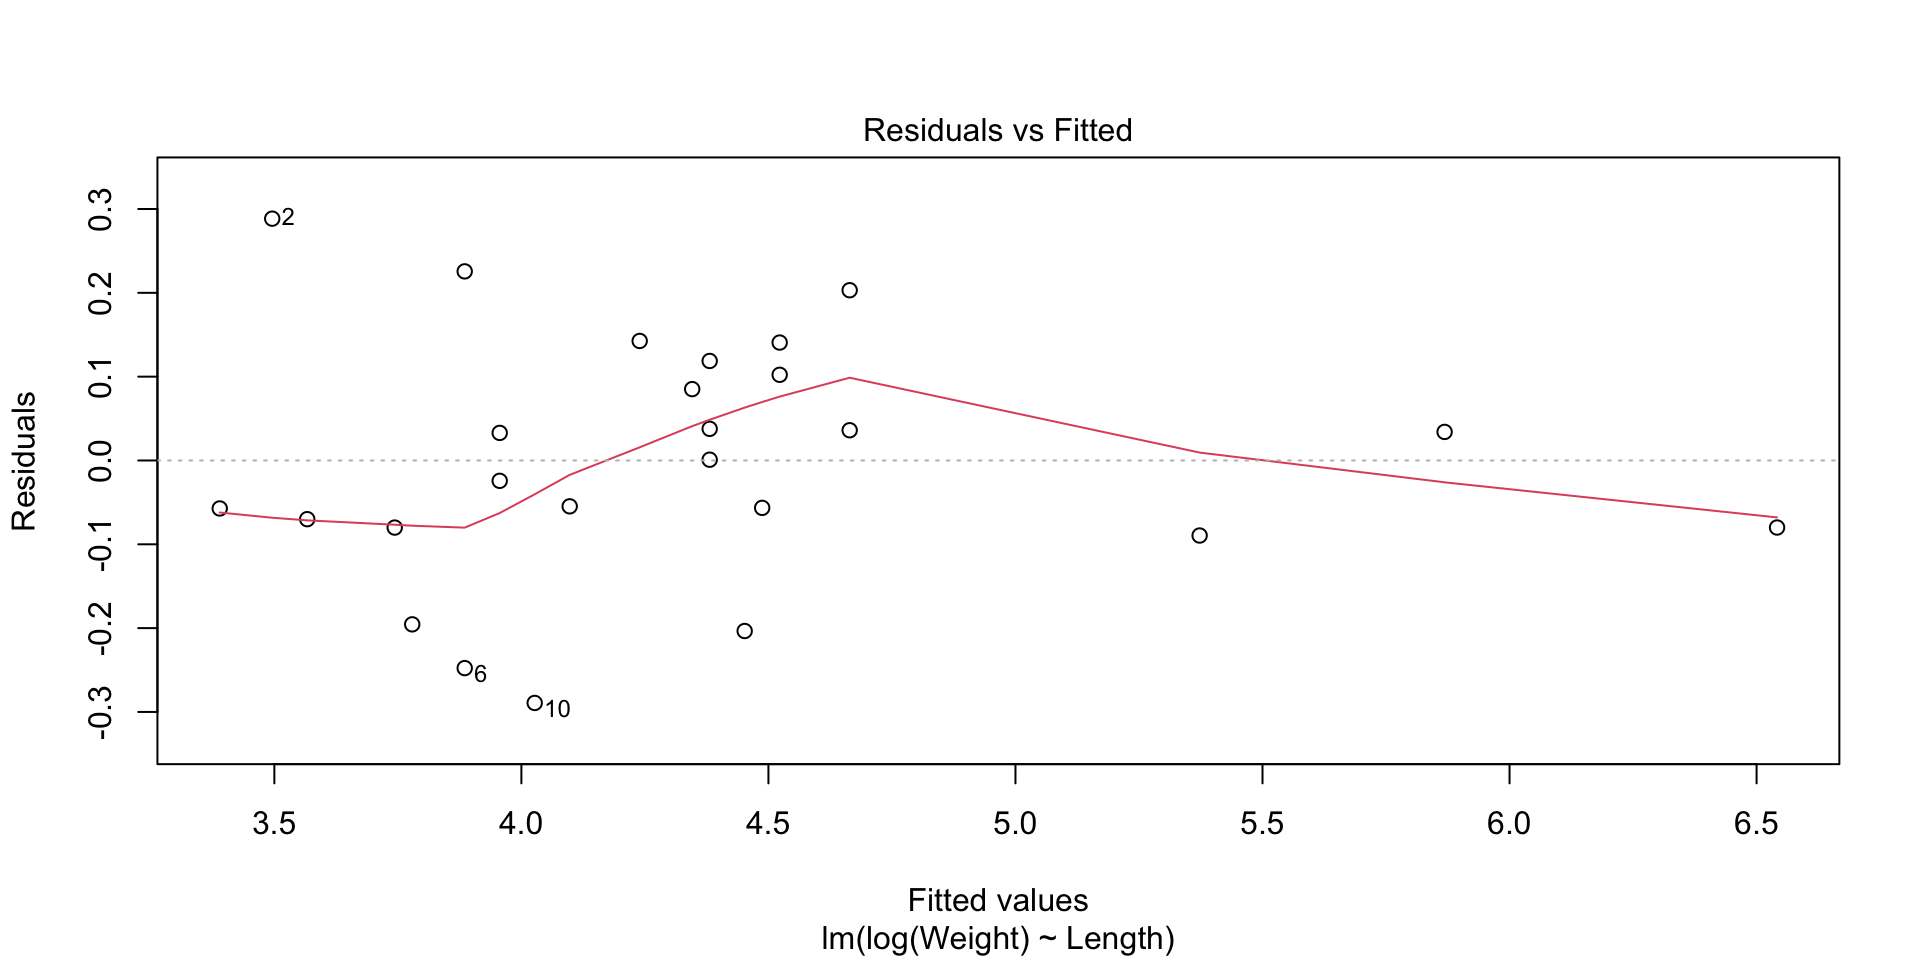 Residuals vs Fitted
Residuals
0.3
0.2
0.1
0.0
-0.1
-0.2
-0.3
2
6
10
3.5 4.0 4.5 5.0 5.5 6.0 6.5
Fitted values
lm(log(Weight) ~ Length)